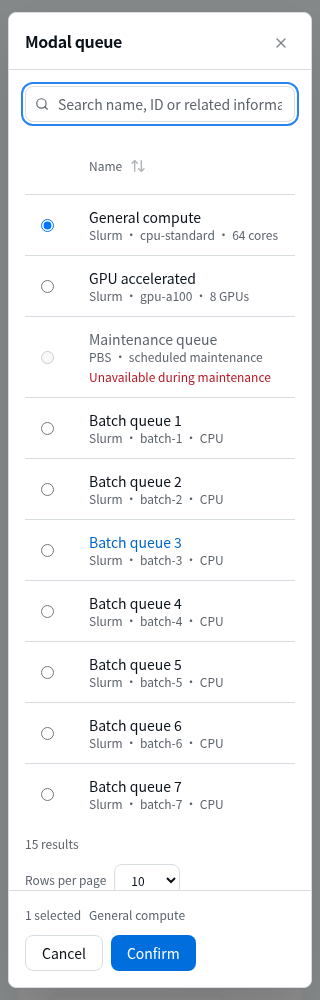 Modal queue
Search name, ID or related informa
Name
General compute
Slurm • cpu-standard • 64 cores
GPU accelerated
Slurm • gpu-a100 • 8 GPUs
Maintenance queue
PBS • scheduled maintenance
Unavailable during maintenance
Batch queue 1
Slurm • batch-1 • CPU
Batch queue 2
Slurm • batch-2 • CPU
Batch queue 3
Slurm • batch-3 • CPU
Batch queue 4
Slurm • batch-4 • CPU
Batch queue 5
Slurm • batch-5 • CPU
Batch queue 6
Slurm • batch-6 • CPU
Batch queue 7
Slurm • batch-7 • CPU
15 results
Rows per page 10
1 selected General compute
Cancel Confirm